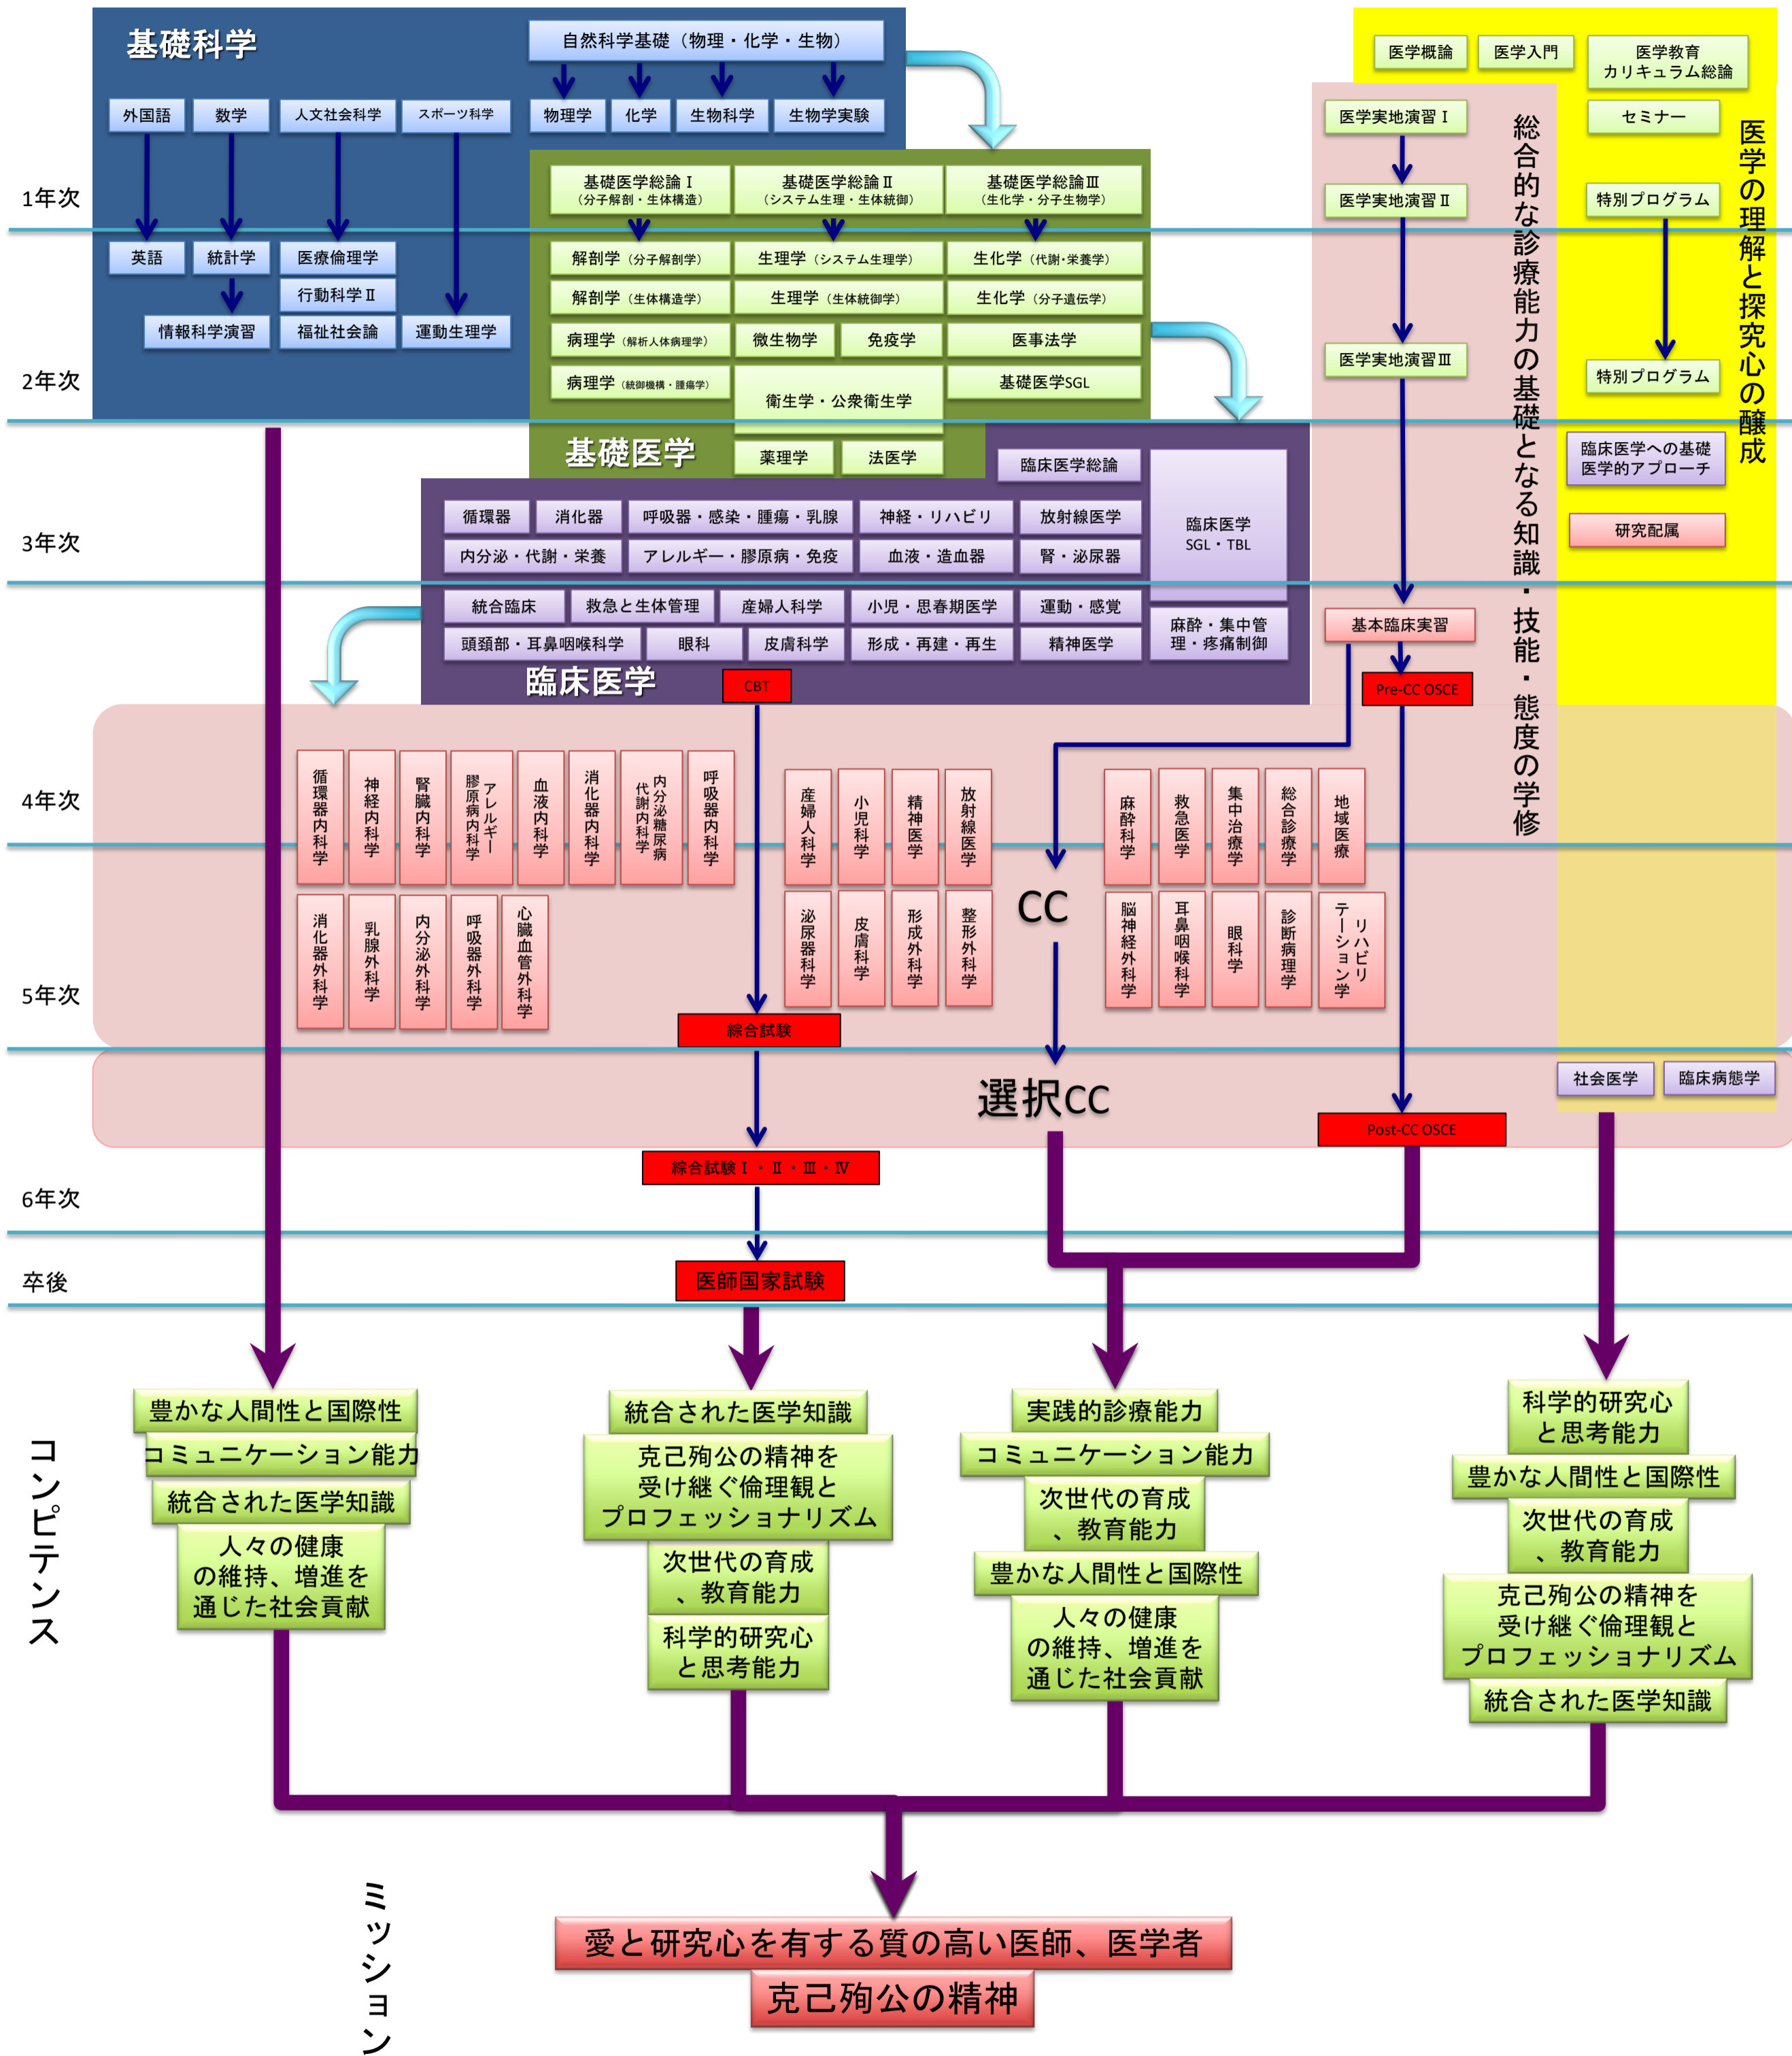 基礎科学
自然科学基礎（物理・化学・生物）
外国語
数学
人文社会科学
スポーツ科学
物理学
化学
生物科学
生物学実験
医学概論
医学入門
医学教育
カリキュラム総論
医学実地演習Ⅰ
セミナー
総合的な診療能力の基礎となる知識・技能・態度の学修
医学の理解と探究心の醸成
1年次
基礎医学総論Ⅰ
（分子解剖・生体構造）
基礎医学総論Ⅱ
（システム生理・生体統御）
基礎医学総論Ⅲ
（生化学・分子生物学）
医学実地演習Ⅱ
特別プログラム
英語
統計学
医療倫理学
行動科学Ⅱ
情報科学演習
福祉社会論
運動生理学
解剖学（分子解剖学）
生理学（システム生理学）
生化学（代謝・栄養学）
解剖学（生体構造学）
生理学（生体統御学）
生化学（分子遺伝学）
病理学（解析人体病理学）
微生物学
免疫学
医事法学
病理学（統御機構・腫瘍学）
衛生学・公衆衛生学
基礎医学SGL
医学実地演習Ⅲ
特別プログラム
2年次
基礎医学
薬理学
法医学
臨床医学総論
臨床医学への基礎
医学的アプローチ
研究配属
循環器
消化器
呼吸器・感染・腫瘍・乳腺
神経・リハビリ
放射線医学
臨床医学
SGL・TBL
3年次
内分泌・代謝・栄養
アレルギー・膠原病・免疫
血液・造血器
腎・泌尿器
統合臨床
救急と生体管理
産婦人科学
小児・思春期医学
運動・感覚
麻酔・集中管
理・疼痛制御
頭頚部・耳鼻咽喉科学
眼科
皮膚科学
形成・再建・再生
精神医学
基本臨床実習
臨床医学
CBT
Pre-CC OSCE
4年次
循環器内科学
神経内科学
腎臓内科学
アレルギー
膠原病内科学
血液内科学
消化器内科学
内分泌糖尿病
代謝内科学
呼吸器内科学
産婦人科学
小児科学
精神医学
放射線医学
麻酔科学
救急医学
集中治療学
総合診療学
地域医療
CC
5年次
消化器外科学
乳腺外科学
内分泌外科学
呼吸器外科学
心臓血管外科学
泌尿器科学
皮膚科学
形成外科学
整形外科学
脳神経外科学
耳鼻咽喉科学
眼科学
診断病理学
リハビリ
テーション学
綜合試験
選択CC
社会医学
臨床病態学
Post-CC OSCE
綜合試験Ⅰ・Ⅱ・Ⅲ・Ⅳ
6年次
卒後
医師国家試験
コンピテンス
豊かな人間性と国際性
コミュニケーション能力
統合された医学知識
人々の健康
の維持、増進を
通じた社会貢献
統合された医学知識
克己殉公の精神を
受け継ぐ倫理観と
プロフェッショナリズム
次世代の育成
、教育能力
科学的研究心
と思考能力
実践的診療能力
コミュニケーション能力
次世代の育成
、教育能力
豊かな人間性と国際性
人々の健康
の維持、増進を
通じた社会貢献
科学的研究心
と思考能力
豊かな人間性と国際性
次世代の育成
、教育能力
克己殉公の精神を
受け継ぐ倫理観と
プロフェッショナリズム
統合された医学知識
ミッション
愛と研究心を有する質の高い医師、医学者
克己殉公の精神